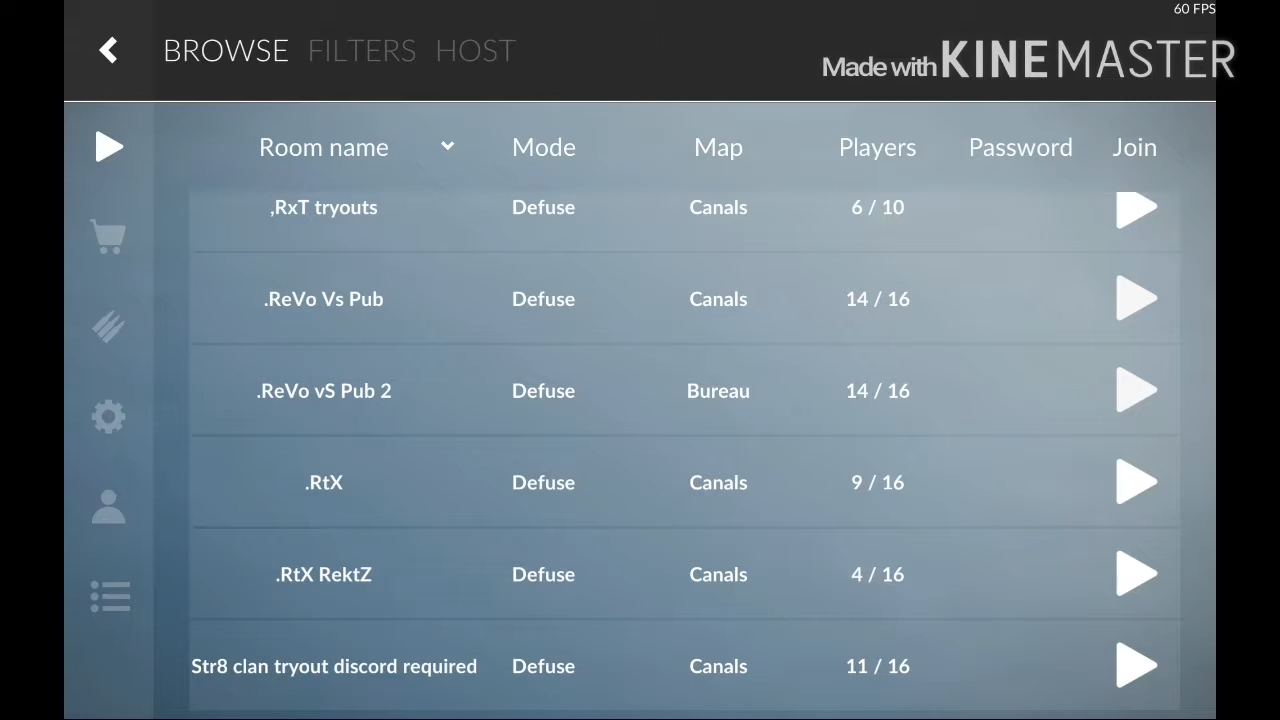 60 FPS
BROWSE FILTERS HOST
Made with KINEMASTER
Room name Mode Map Players Password Join
,RxT tryouts Defuse Canals 6 / 10
.ReVo Vs Pub Defuse Canals 14 / 16
.ReVo vS Pub 2 Defuse Bureau 14 / 16
.RtX Defuse Canals 9 / 16
.RtX RektZ Defuse Canals 4 / 16
Str8 clan tryout discord required Defuse Canals 11 / 16